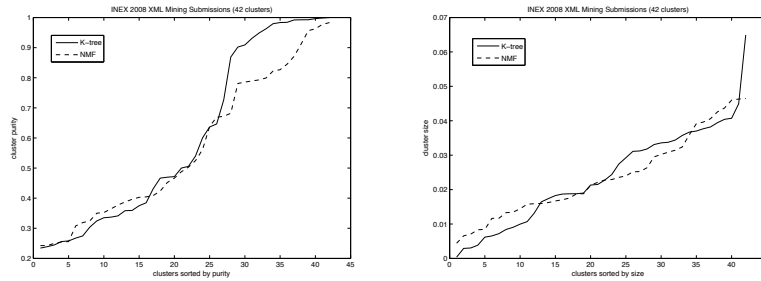 INEX 2008 XML Mining Submissions (42 clusters)
1
0.9
0.8
0.7
0.6
0.5
0.4
0.3
0.2
cluster purity
K-tree
NMF
0 5 10 15 20 25 30 35 40 45
clusters sorted by purity
INEX 2008 XML Mining Submissions (42 clusters)
0.07
0.06
0.05
0.04
0.03
0.02
0.01
0
cluster size
K-tree
NMF
0 5 10 15 20 25 30 35 40
clusters sorted by size